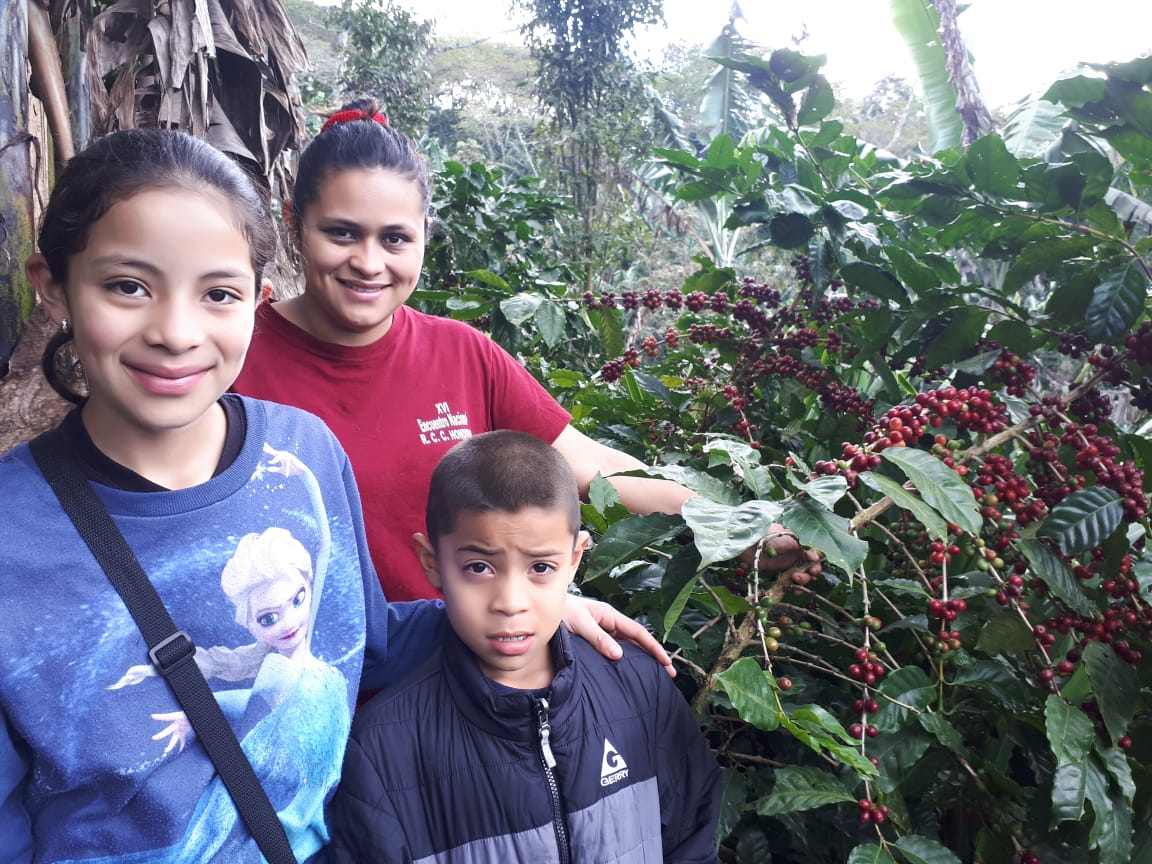 XVI
Encuentro Nacional
R. C. C.
GERRY